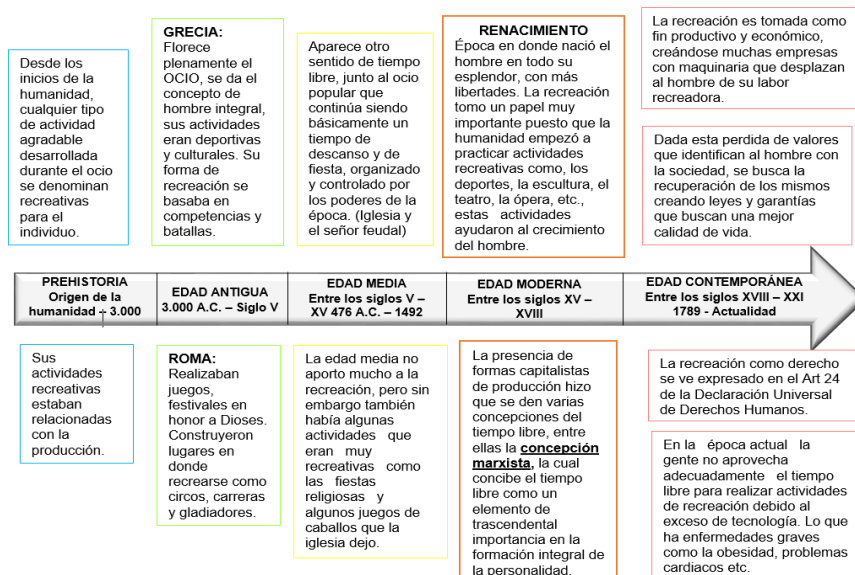 Desde los
inicios de la
humanidad,
cualquier tipo
de actividad
agradable
desarrollada
durante el ocio
se denominan
recreativas
para el
individuo.
GRECIA:
Florece
plenamente el
OCIO, se da el
concepto de
hombre integral,
sus actividades
eran deportivas
y culturales. Su
forma de
recreación se
basaba en
competencias y
batallas.
Aparece otro
sentido de tiempo
libre, junto al ocio
popular que
continúa siendo
básicamente un
tiempo de
descanso y de
fiesta, organizado
y controlado por
los poderes de la
época. (Iglesia y
el señor feudal)
RENACIMIENTO
Época en donde nació el
hombre en todo su
esplendor, con más
libertades. La recreación
tomo un papel muy
importante puesto que la
humanidad empezó a
practicar actividades
recreativas como, los
deportes, la escultura, el
teatro, la ópera, etc.,
estas actividades
ayudaron al crecimiento
del hombre.
La recreación es tomada como
fin productivo y económico,
creándose muchas empresas
con maquinaria que desplazan
al hombre de su labor
recreadora.
Dada esta perdida de valores
que identifican al hombre con
la sociedad, se busca la
recuperación de los mismos
creando leyes y garantías
que buscan una mejor
calidad de vida.
PREHISTORIA
Origen de la
humanidad – 3.000
EDAD ANTIGUA
3.000 A.C. – Siglo V
EDAD MEDIA
Entre los siglos V –
XV 476 A.C. – 1492
EDAD MODERNA
Entre los siglos XV –
XVIII
EDAD CONTEMPORÁNEA
Entre los siglos XVIII – XXI
1789 - Actualidad
Sus
actividades
recreativas
estaban
relacionadas
con la
producción.
ROMA:
Realizaban
juegos,
festivales en
honor a Dioses.
Construyeron
lugares en
donde
recrearse como
circos, carreras
y gladiadores.
La edad media no
aporto mucho a la
recreación, pero sin
embargo también
había algunas
actividades que
eran muy
recreativas como
las fiestas
religiosas y
algunos juegos de
caballos que la
iglesia dejo.
La presencia de
formas capitalistas
de producción hizo
que se den varias
concepciones del
tiempo libre, entre
ellas la concepción
marxista, la cual
concibe el tiempo
libre como un
elemento de
trascendental
importancia en la
formación integral de
la personalidad.
La recreación como derecho
se ve expresado en el Art 24
de la Declaración Universal
de Derechos Humanos.
En la época actual la
gente no aprovecha
adecuadamente el tiempo
libre para realizar actividades
de recreación debido al
exceso de tecnología. Lo que
ha enfermedades graves
como la obesidad, problemas
cardiacos etc.